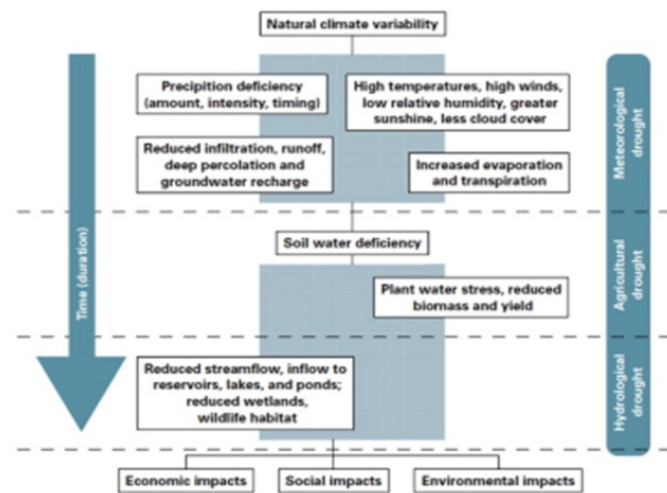 Natural climate variability
Precipition deficiency
(amount, intensity, timing)
High temperatures, high winds,
low relative humidity, greater
sunshine, less cloud cover
Reduced infiltration, runoff,
deep percolation and
groundwater recharge
Increased evaporation
and transpiration
Meteorological
drought
Time (duration)
Soil water deficiency
Plant water stress, reduced
biomass and yield
Agricultural
drought
Reduced streamflow, inflow to
reservoirs, lakes, and ponds;
reduced wetlands,
wildlife habitat
Hydrological
drought
Economic impacts
Social impacts
Environmental impacts